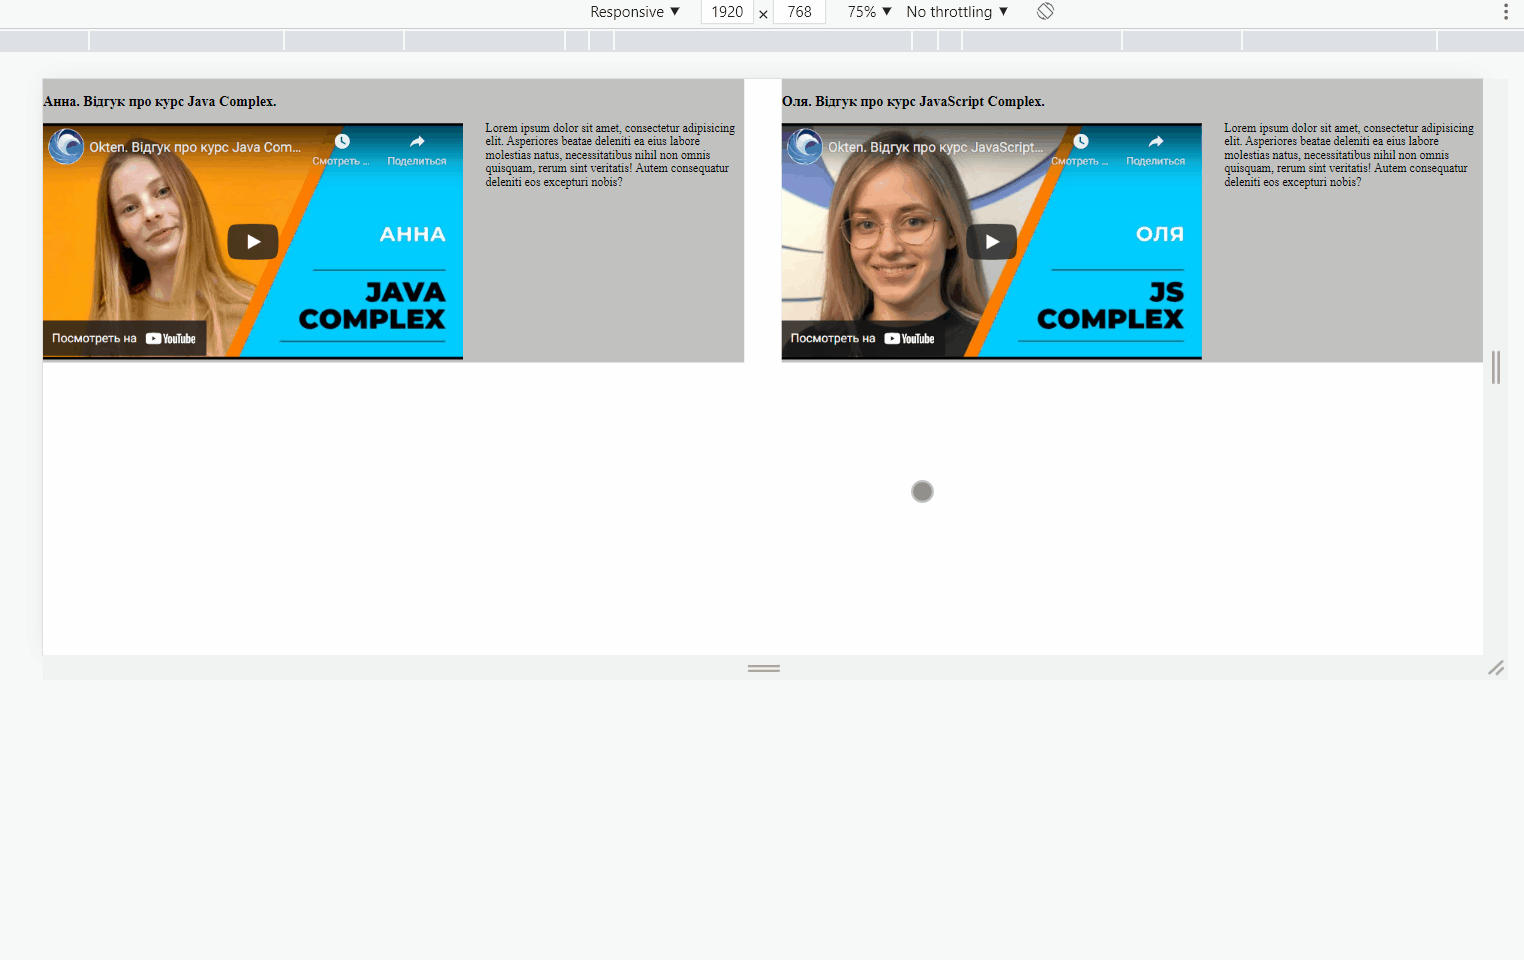 Responsive ▼ 1920 × 768 75% ▼ No throttling ▼
Анна. Відгук про курс Java Complex.
Okten. Відгук про курс Java Com...
Смотреть ...
Поделиться
АННА
JAVA
COMPLEX
Посмотреть на YouTube
Lorem ipsum dolor sit amet, consectetur adipisicing
elit. Asperiores beatae deleniti ea eius labore
molestias natus, necessitatibus nihil non omnis
quisquam, rerum sint veritatis! Autem consequatur
deleniti eos excepturi nobis?
Оля. Відгук про курс JavaScript Complex.
Okten. Відгук про курс JavaScript...
Смотреть ...
Поделиться
ОЛЯ
JS
COMPLEX
Посмотреть на YouTube
Lorem ipsum dolor sit amet, consectetur adipisicing
elit. Asperiores beatae deleniti ea eius labore
molestias natus, necessitatibus nihil non omnis
quisquam, rerum sint veritatis! Autem consequatur
deleniti eos excepturi nobis?